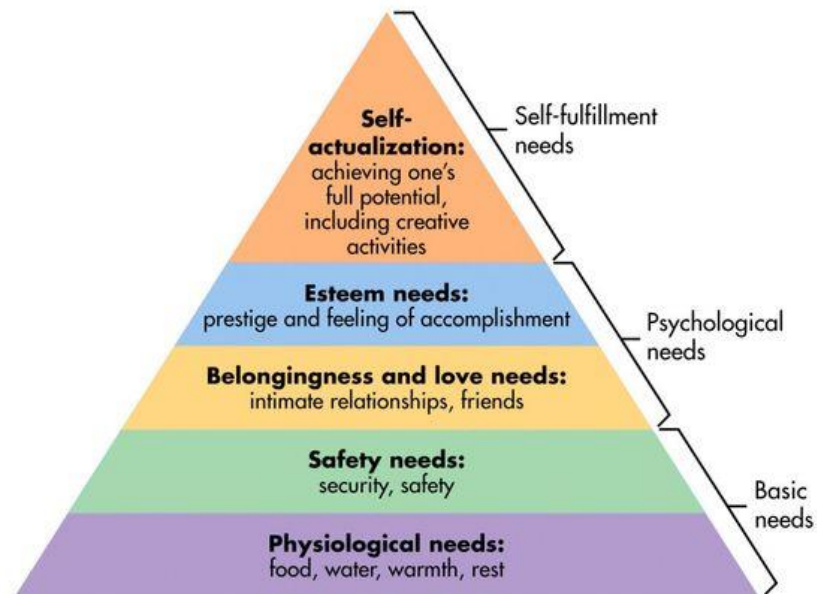 Self-
actualization:
achieving one's
full potential,
including creative
activities
Self-fulfillment
needs
Esteem needs:
prestige and feeling of accomplishment
Psychological
needs
Belongingness and love needs:
intimate relationships, friends
Safety needs:
security, safety
Basic
needs
Physiological needs:
food, water, warmth, rest